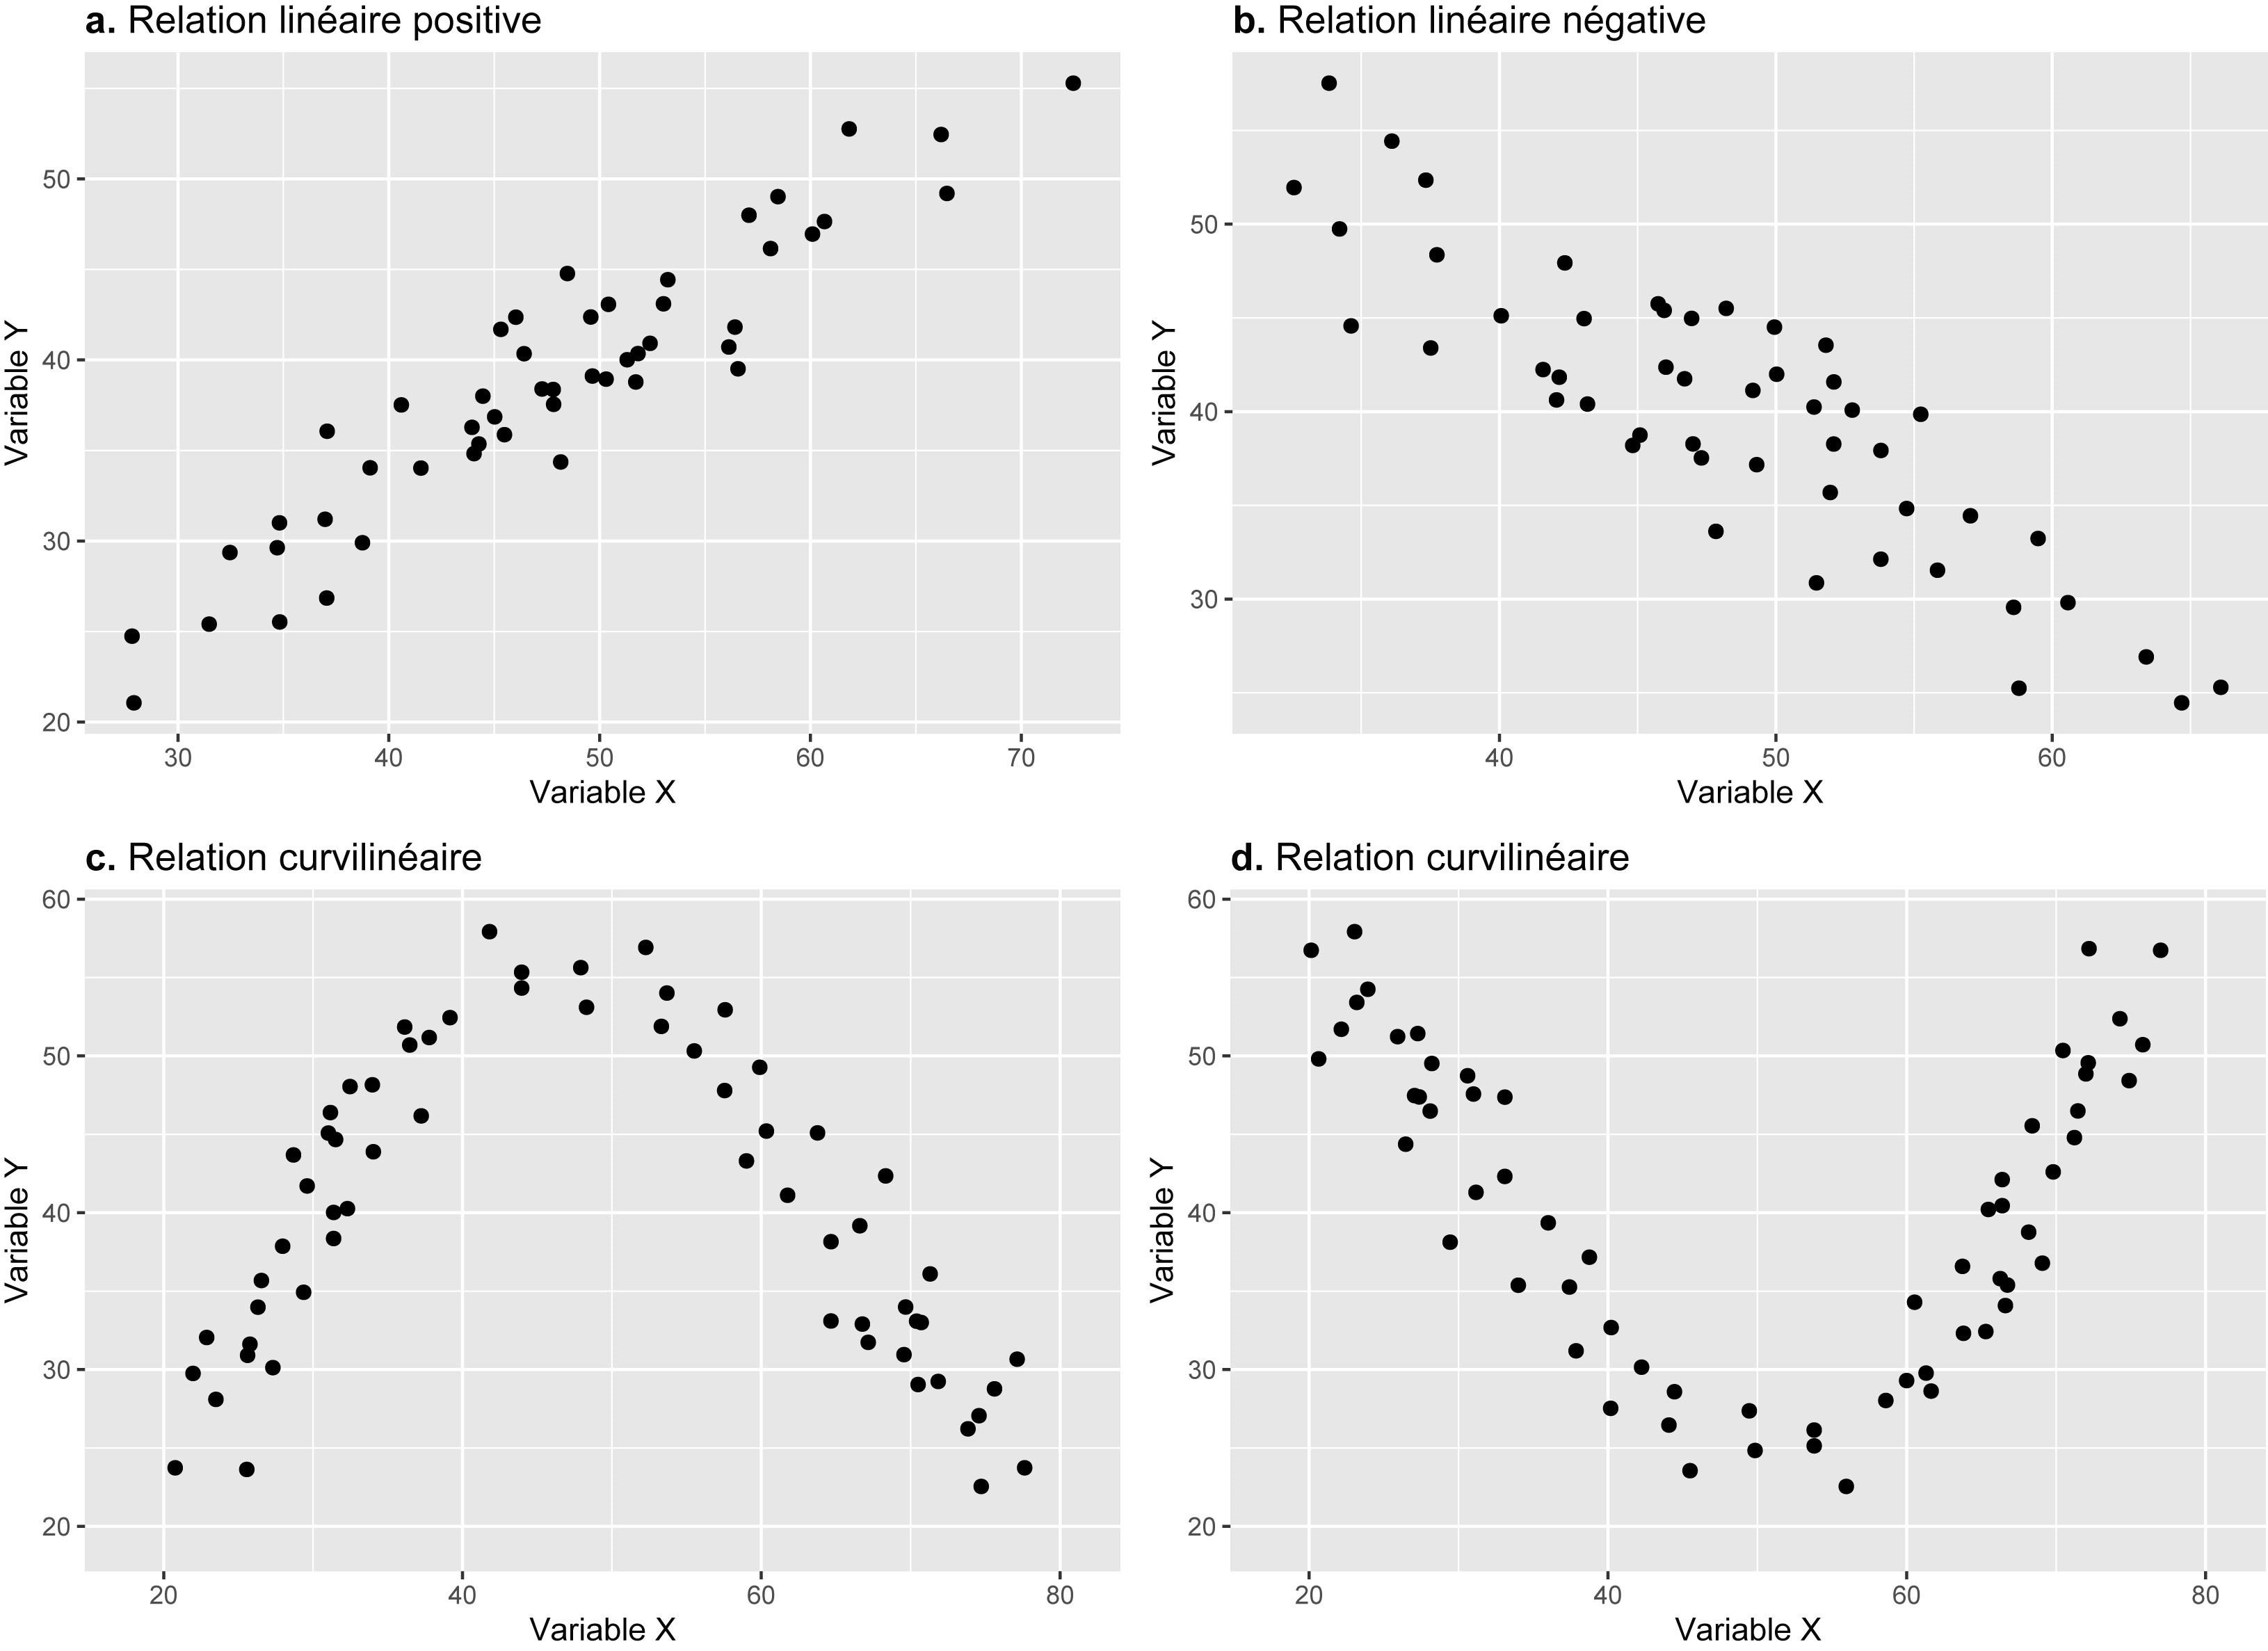 a. Relation linéaire positive
Variable Y
50
40
30
20
30 40 50 60 70
Variable X
b. Relation linéaire négative
Variable Y
50
40
30
40 50 60
Variable X
c. Relation curvilinéaire
Variable Y
60
50
40
30
20
20 40 60 80
Variable X
d. Relation curvilinéaire
Variable Y
60
50
40
30
20
20 40 60 80
Variable X